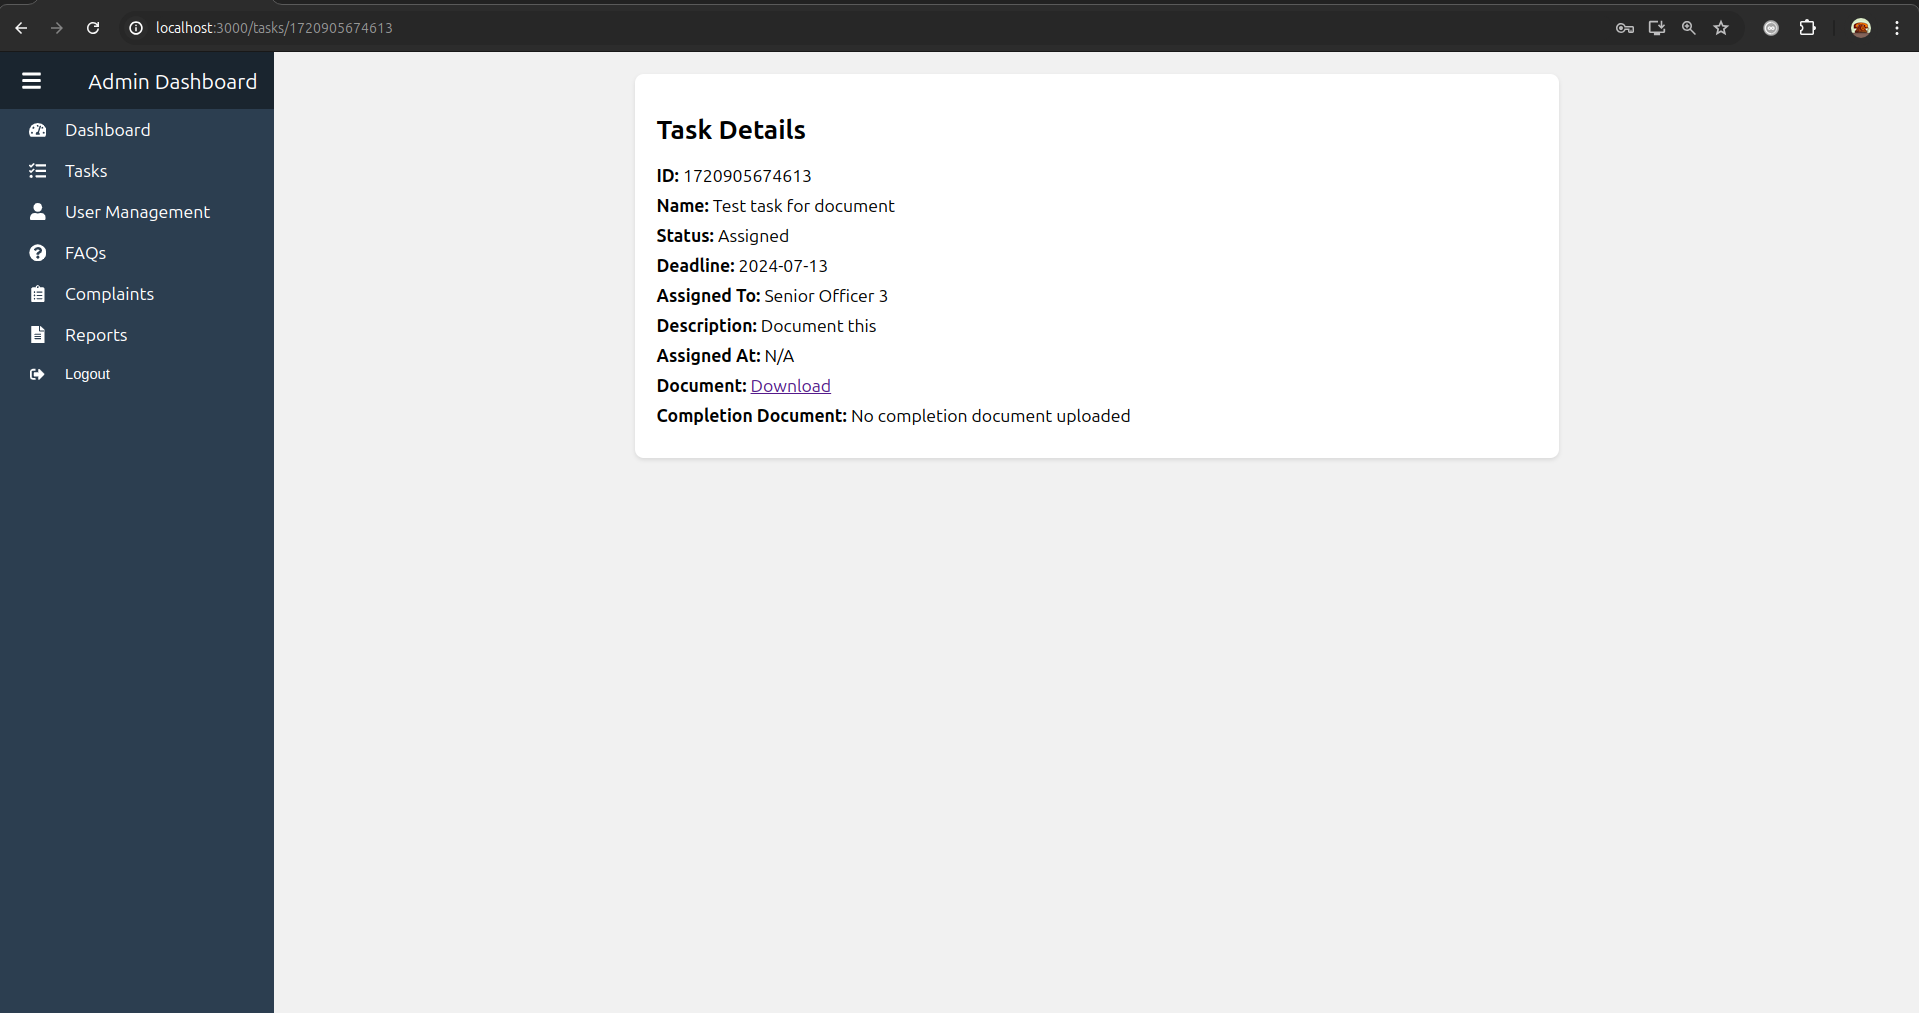 localhost:3000/tasks/1720905674613
Admin Dashboard
Dashboard
Tasks
User Management
FAQs
Complaints
Reports
Logout
Task Details
ID: 1720905674613
Name: Test task for document
Status: Assigned
Deadline: 2024-07-13
Assigned To: Senior Officer 3
Description: Document this
Assigned At: N/A
Document: Download
Completion Document: No completion document uploaded